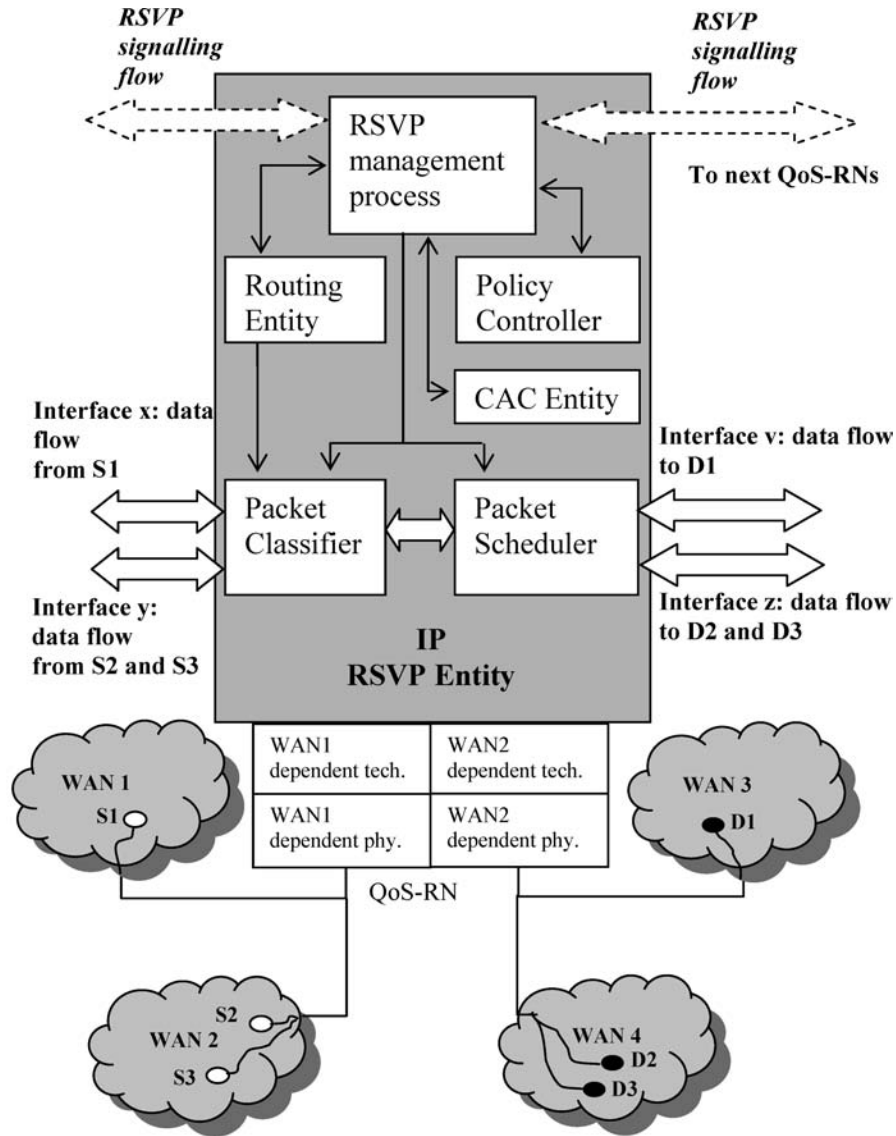 RSVP
signalling
flow
RSVP
signalling
flow
To next QoS-RNs
RSVP
management
process
Routing
Entity
Policy
Controller
CAC Entity
Interface x: data
flow
from S1
Interface v: data flow
to D1
Packet
Classifier
Packet
Scheduler
Interface y:
data flow
from S2 and S3
Interface z: data flow
to D2 and D3
IP
RSVP Entity
WAN1
dependent tech.
WAN2
dependent tech.
WAN1
dependent phy.
WAN2
dependent phy.
QoS-RN
WAN 1
S1
WAN 3
D1
WAN 2
S2
S3
WAN 4
D2
D3